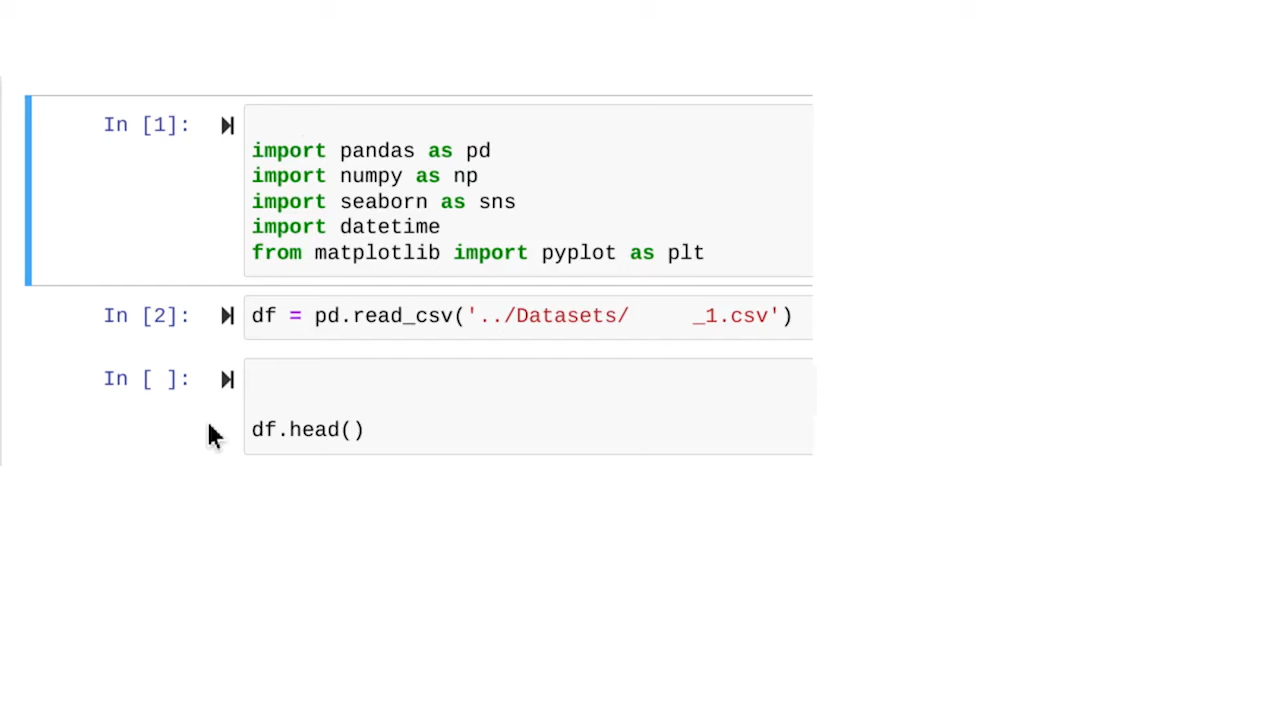 In [1]:
import pandas as pd
import numpy as np
import seaborn as sns
import datetime
from matplotlib import pyplot as plt
In [2]: df = pd.read_csv('../Datasets/     _1.csv')
In [ ]:
df.head()